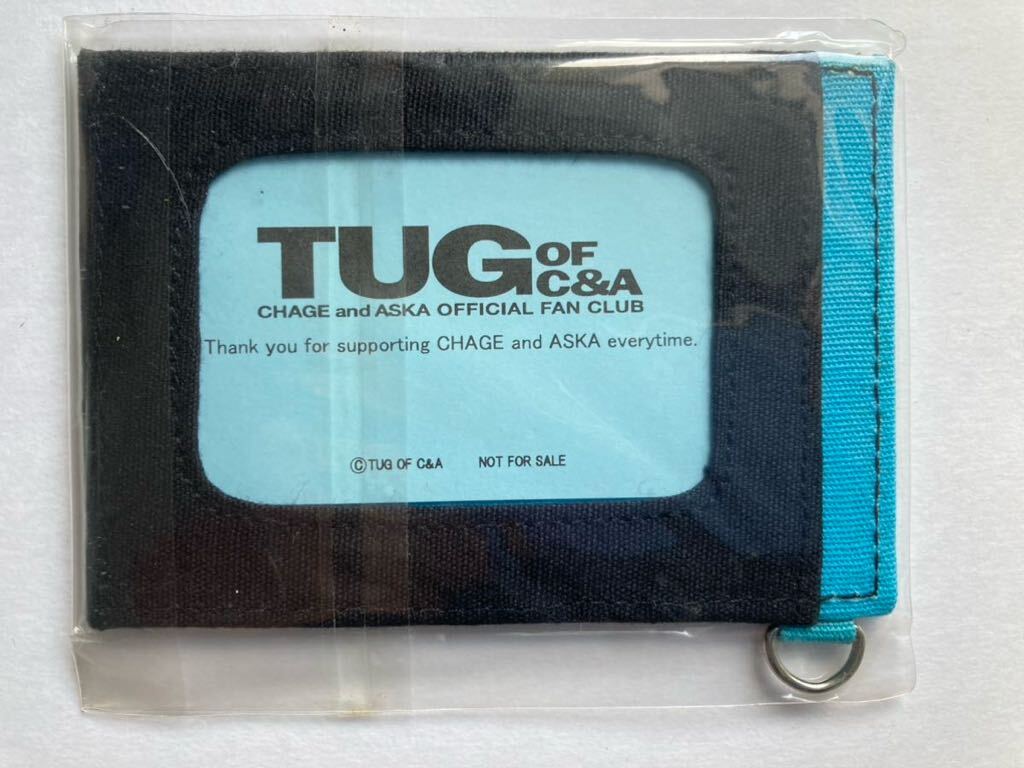 TUG OF C&A
CHAGE and ASKA OFFICIAL FAN CLUB
Thank you for supporting CHAGE and ASKA everytime.
©TUG OF C&A NOT FOR SALE